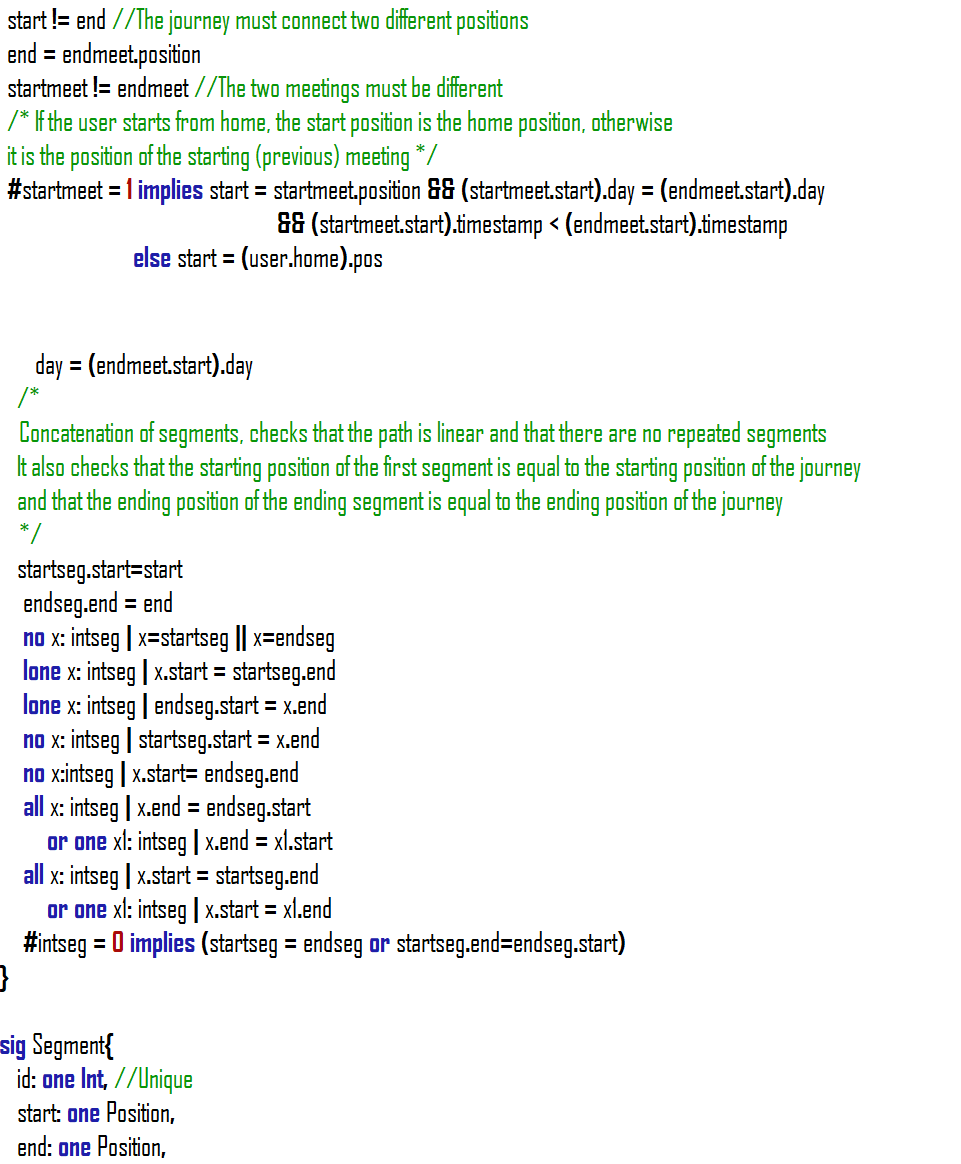 start != end //The journey must connect two different positions
end = endmeet.position
startmeet != endmeet //The two meetings must be different
/* If the user starts from home, the start position is the home position, otherwise
it is the position of the starting (previous) meeting */
#startmeet = 1 implies start = startmeet.position && (startmeet.start).day = (endmeet.start).day
&& (startmeet.start).timestamp < (endmeet.start).timestamp
else start = (user.home).pos
day = (endmeet.start).day
/*
Concatenation of segments, checks that the path is linear and that there are no repeated segments
It also checks that the starting position of the first segment is equal to the starting position of the journey
and that the ending position of the ending segment is equal to the ending position of the journey
*/
startseg.start=start
endseg.end = end
no x: intseg | x=startseg || x=endseg
lone x: intseg | x.start = startseg.end
lone x: intseg | endseg.start = x.end
no x: intseg | startseg.start = x.end
no x:intseg | x.start= endseg.end
all x: intseg | x.end = endseg.start
or one x1: intseg | x.end = x1.start
all x: intseg | x.start = startseg.end
or one x1: intseg | x.start = x1.end
#intseg = 0 implies (startseg = endseg or startseg.end=endseg.start)
}
sig Segment{
id: one Int, //Unique
start: one Position,
end: one Position,